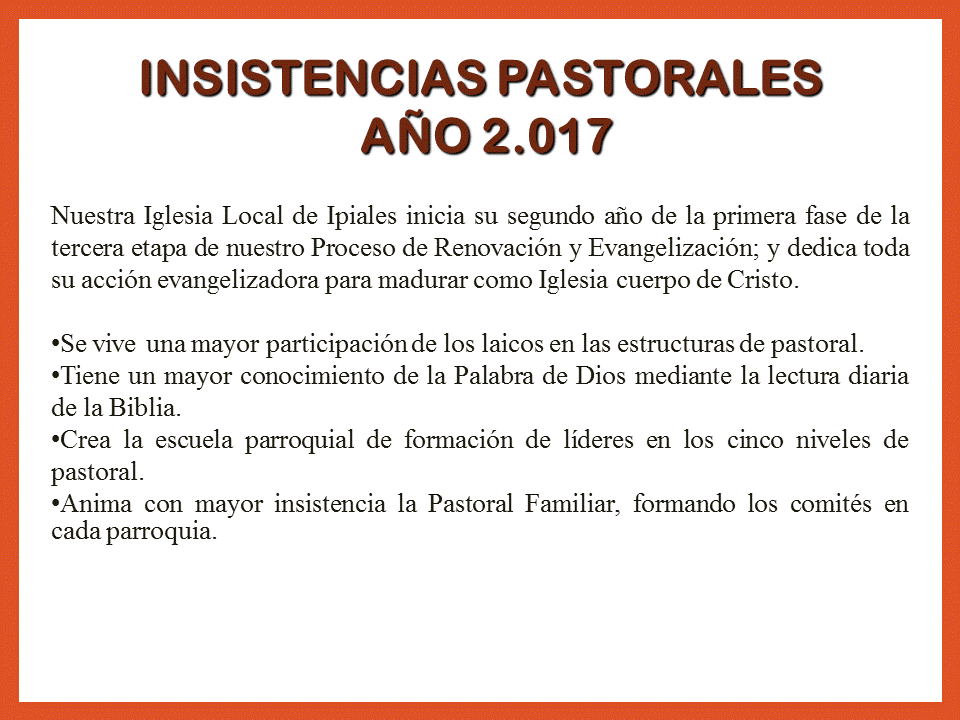 INSISTENCIAS PASTORALES
AÑO 2.017
Nuestra Iglesia Local de Ipiales inicia su segundo año de la primera fase de la
tercera etapa de nuestro Proceso de Renovación y Evangelización; y dedica toda
su acción evangelizadora para madurar como Iglesia cuerpo de Cristo.
•Se vive una mayor participación de los laicos en las estructuras de pastoral.
•Tiene un mayor conocimiento de la Palabra de Dios mediante la lectura diaria
de la Biblia.
•Crea la escuela parroquial de formación de líderes en los cinco niveles de
pastoral.
•Anima con mayor insistencia la Pastoral Familiar, formando los comités en
cada parroquia.